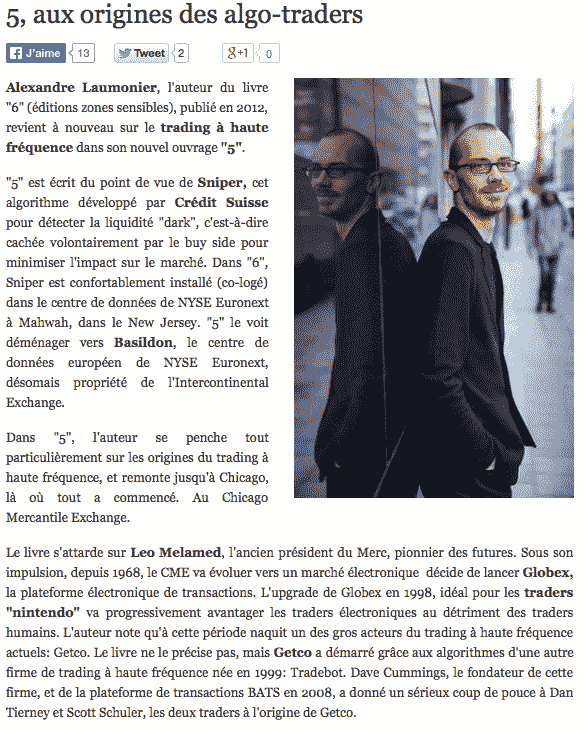 5, aux origines des algo-traders
J'aime 13 Tweet 2 g+1 0
Alexandre Laumonier, l'auteur du livre
"6" (éditions zones sensibles), publié en 2012,
revient à nouveau sur le trading à haute
fréquence dans son nouvel ouvrage "5".
"5" est écrit du point de vue de Sniper, cet
algorithme développé par Crédit Suisse
pour détecter la liquidité "dark", c'est-à-dire
cachée volontairement par le buy side pour
minimiser l'impact sur le marché. Dans "6",
Sniper est confortablement installé (co-logé)
dans le centre de données de NYSE Euronext
à Mahwah, dans le New Jersey. "5" le voit
déménager vers Basildon, le centre de
données européen de NYSE Euronext,
désomais propriété de l'Intercontinental
Exchange.
Dans "5", l'auteur se penche tout
particulièrement sur les origines du trading à
haute fréquence, et remonte jusqu'à Chicago,
là où tout a commencé. Au Chicago
Mercantile Exchange.
Le livre s'attarde sur Leo Melamed, l'ancien président du Merc, pionnier des futures. Sous son
impulsion, depuis 1968, le CME va évoluer vers un marché électronique décide de lancer Globex,
la plateforme électronique de transactions. L'upgrade de Globex en 1998, idéal pour les traders
"nintendo" va progressivement avantager les traders électroniques au détriment des traders
humains. L'auteur note qu'à cette période naquit un des gros acteurs du trading à haute fréquence
actuels: Getco. Le livre ne le précise pas, mais Getco a démarré grâce aux algorithmes d'une autre
firme de trading à haute fréquence née en 1999: Tradebot. Dave Cummings, le fondateur de cette
firme, et de la plateforme de transactions BATS en 2008, a donné un sérieux coup de pouce à Dan
Tierney et Scott Schuler, les deux traders à l'origine de Getco.